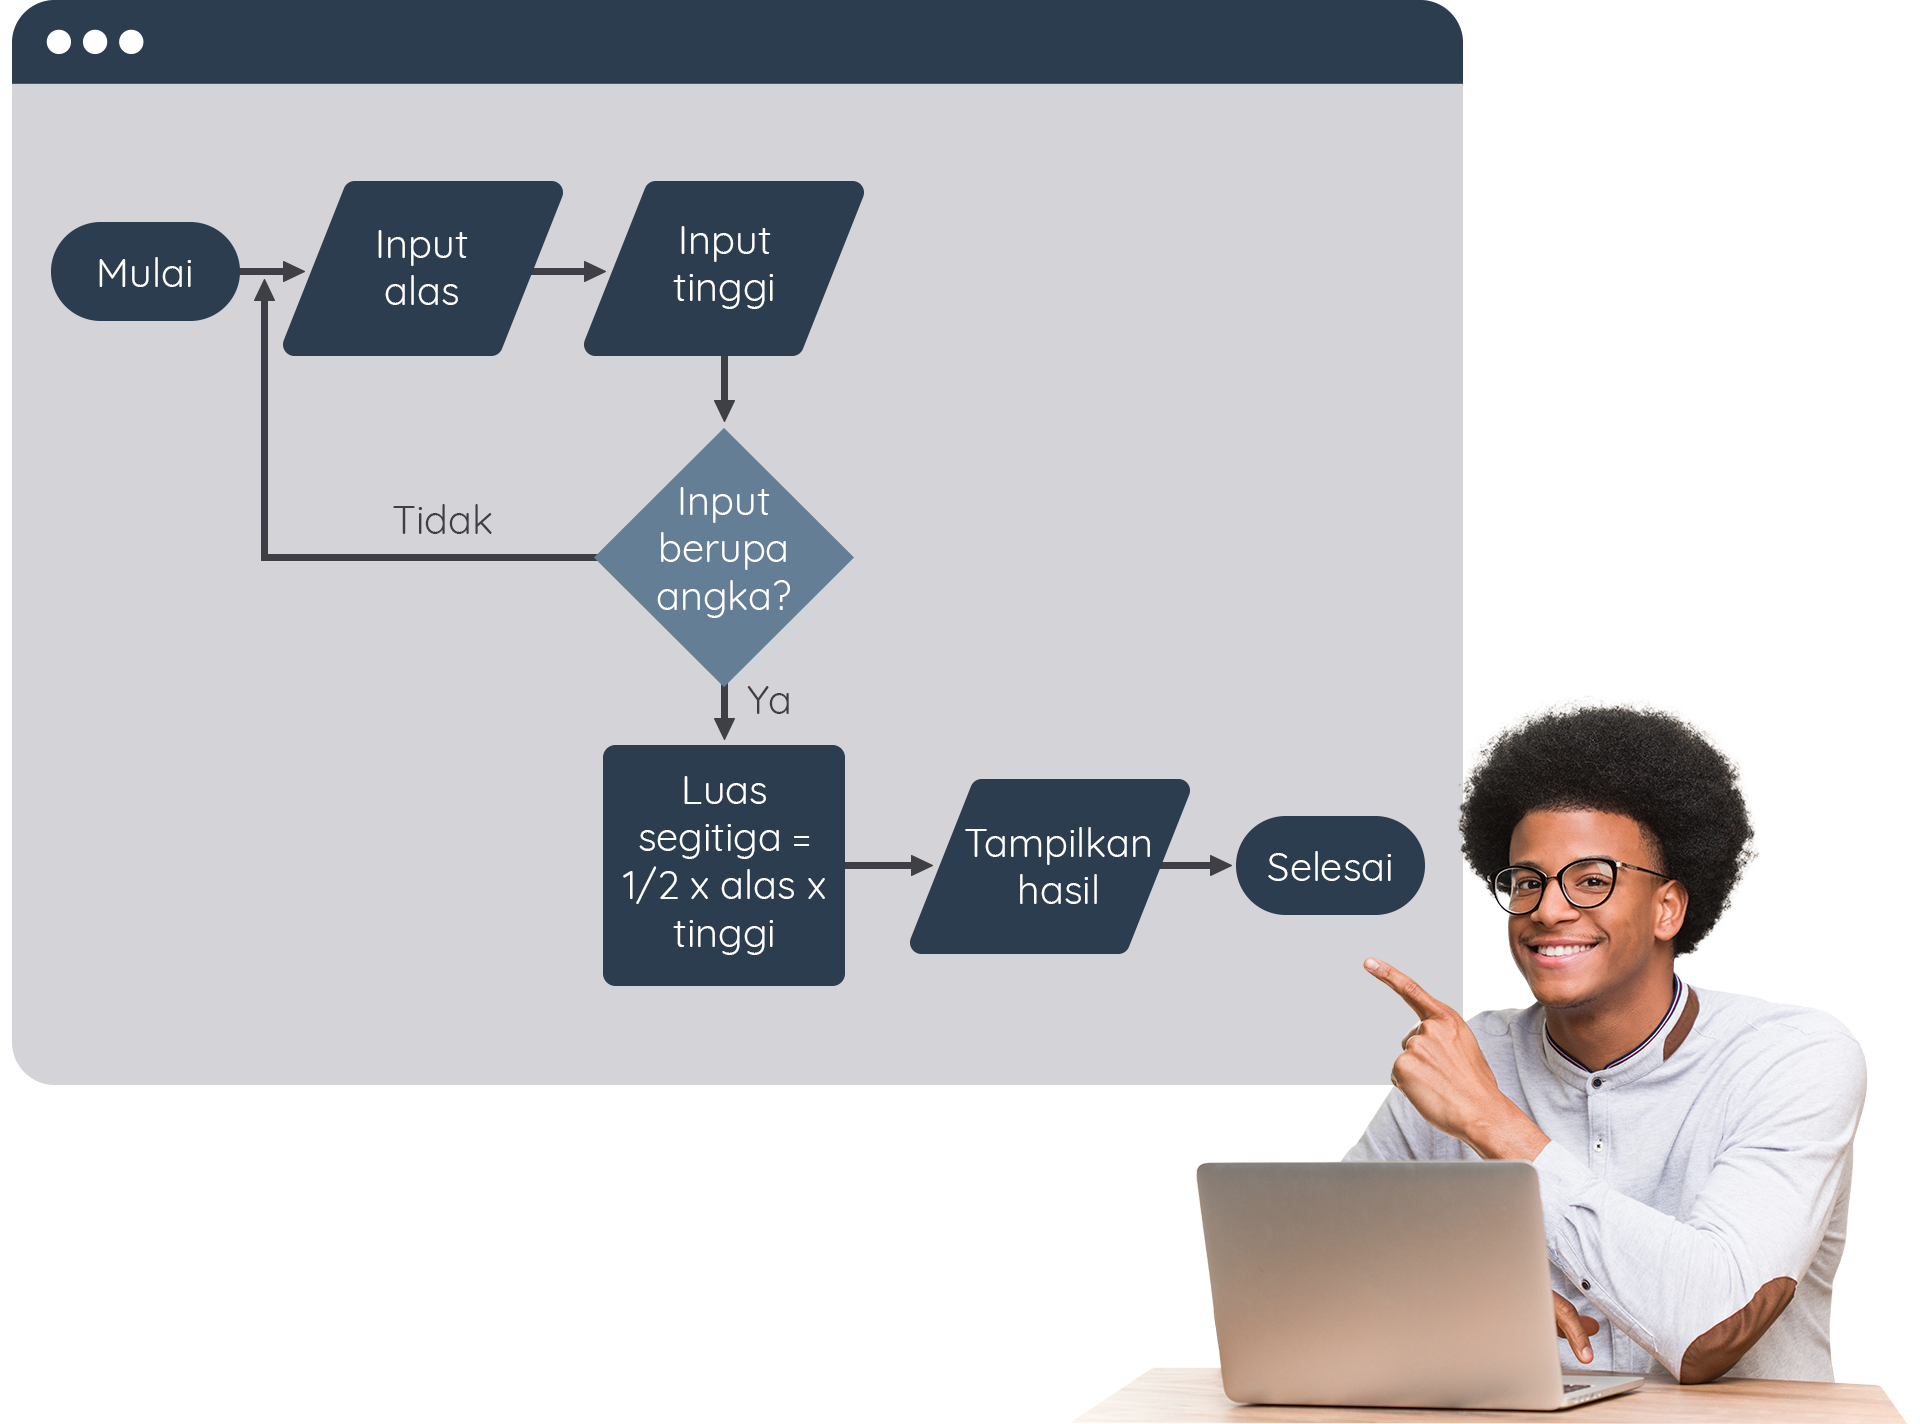 Mulai
Input
alas
Input
tinggi
Input
berupa
angka?
Tidak
Ya
Luas
segitiga =
1/2 x alas x
tinggi
Tampilkan
hasil
Selesai